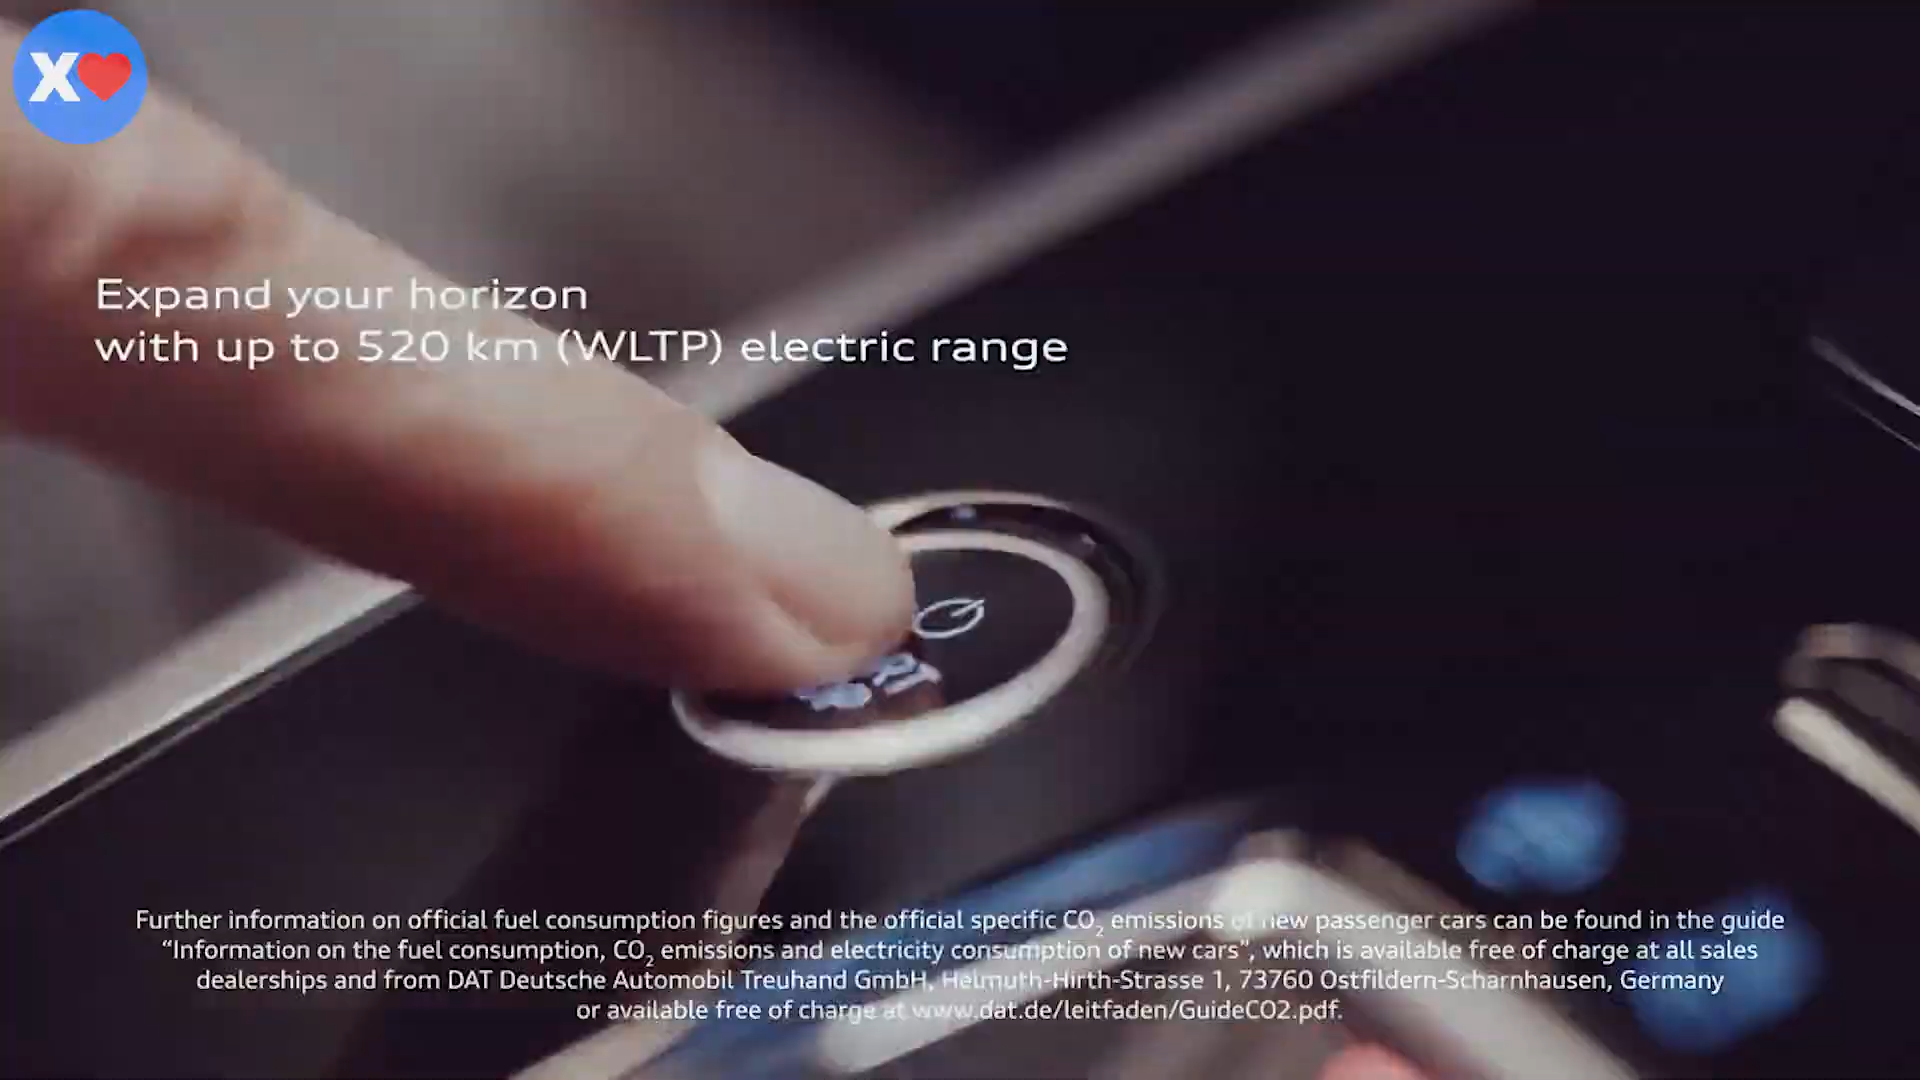 X
Expand your horizon
with up to 520 km (WLTP) electric range
Further information on official fuel consumption figures and the official specific CO₂ emissions of new passenger cars can be found in the guide
“Information on the fuel consumption, CO₂ emissions and electricity consumption of new cars”, which is available free of charge at all sales
dealerships and from DAT Deutsche Automobil Treuhand GmbH, Helmuth-Hirth-Strasse 1, 73760 Ostfildern-Scharnhausen, Germany
or available free of charge at www.dat.de/leitfaden/GuideCO2.pdf.